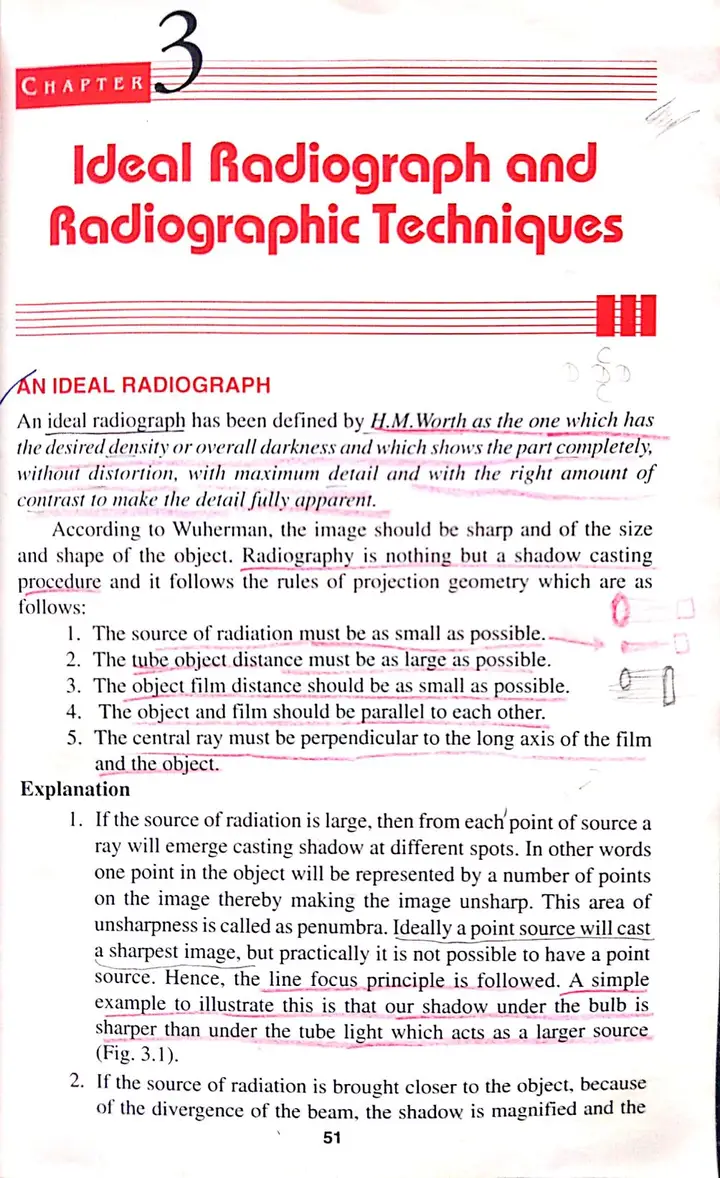 CHAPTER 3
Ideal Radiograph and
Radiographic Techniques
C
D D D
C
AN IDEAL RADIOGRAPH
An ideal radiograph has been defined by H.M.Worth as the one which has
the desired density or overall darkness and which shows the part completely,
without distortion, with maximum detail and with the right amount of
contrast to make the detail fully apparent.
According to Wuherman, the image should be sharp and of the size
and shape of the object. Radiography is nothing but a shadow casting
procedure and it follows the rules of projection geometry which are as
follows:
1. The source of radiation must be as small as possible.
2. The tube object distance must be as large as possible.
3. The object film distance should be as small as possible.
4. The object and film should be parallel to each other.
5. The central ray must be perpendicular to the long axis of the film
and the object.
Explanation
1. If the source of radiation is large, then from each point of source a
ray will emerge casting shadow at different spots. In other words
one point in the object will be represented by a number of points
on the image thereby making the image unsharp. This area of
unsharpness is called as penumbra. Ideally a point source will cast
a sharpest image, but practically it is not possible to have a point
source. Hence, the line focus principle is followed. A simple
example to illustrate this is that our shadow under the bulb is
sharper than under the tube light which acts as a larger source
(Fig. 3.1).
2. If the source of radiation is brought closer to the object, because
of the divergence of the beam, the shadow is magnified and the
51